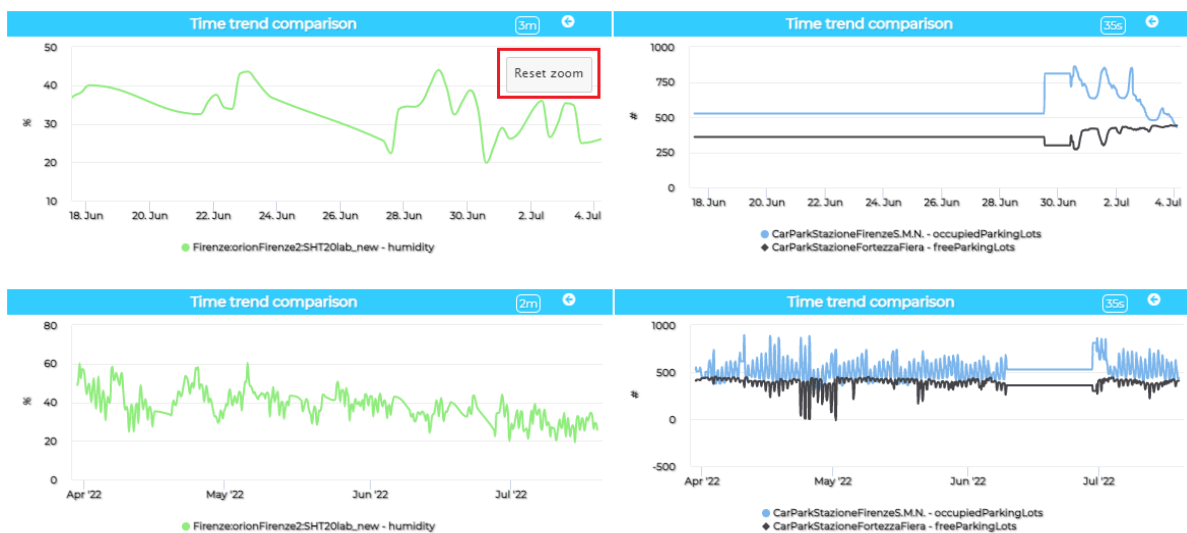 Time trend comparison 3m
50
40
30
20
10
%
Reset zoom
18. Jun 20. Jun 22. Jun 24. Jun 26. Jun 28. Jun 30. Jun 2. Jul 4. Jul
Firenze:orionFirenze2:SHT20lab_new - humidity
Time trend comparison 35s
1000
750
500
250
0
#
18. Jun 20. Jun 22. Jun 24. Jun 26. Jun 28. Jun 30. Jun 2. Jul 4. Jul
CarParkStazioneFirenzeS.M.N. - occupiedParkingLots
CarParkStazioneFortezzaFiera - freeParkingLots
Time trend comparison 2m
80
60
40
20
0
%
Apr '22 May '22 Jun '22 Jul '22
Firenze:orionFirenze2:SHT20lab_new - humidity
Time trend comparison 35s
1000
500
0
-500
#
Apr '22 May '22 Jun '22 Jul '22
CarParkStazioneFirenzeS.M.N. - occupiedParkingLots
CarParkStazioneFortezzaFiera - freeParkingLots